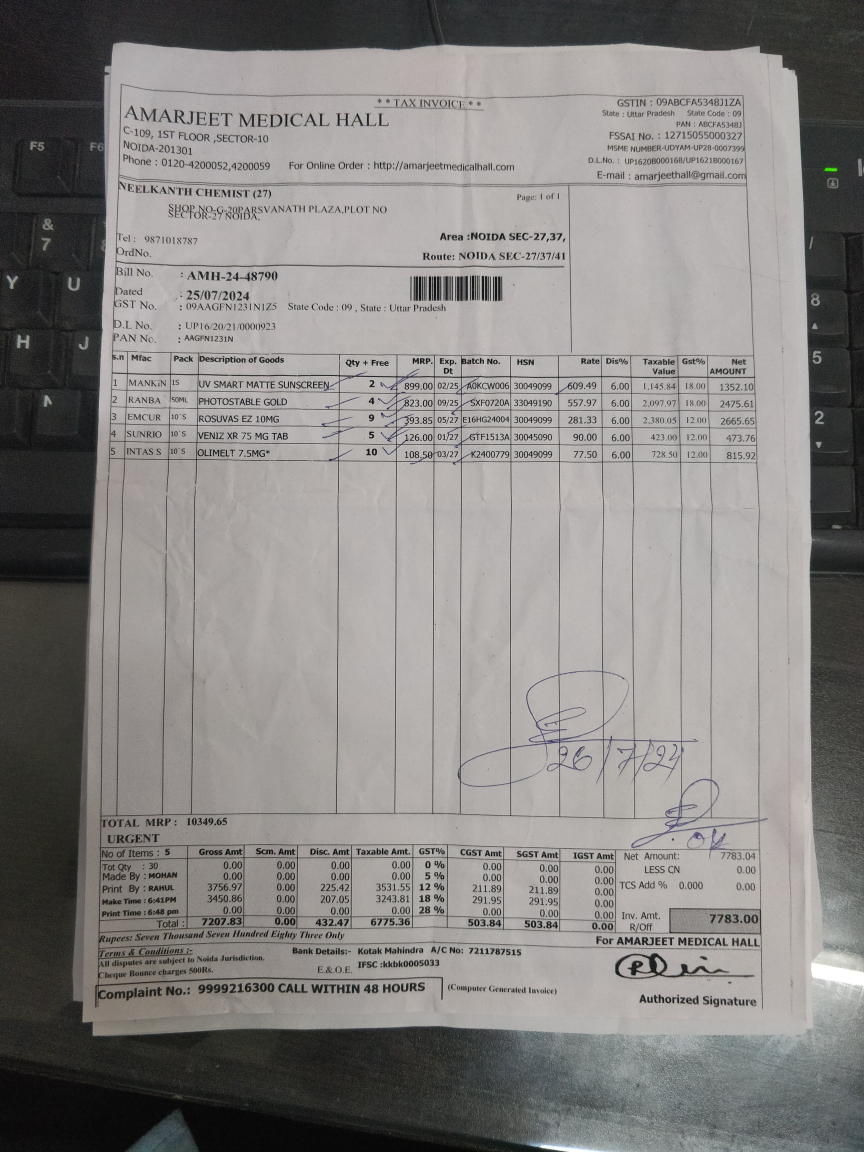 * * TAX INVOICE * *
AMARJEET MEDICAL HALL
C-109, 1ST FLOOR ,SECTOR-10
NOIDA-201301
Phone : 0120-4200052,4200059 For Online Order : http://amarjeetmedicalhall.com
GSTIN : 09ABCFA5348J1ZA
State : Uttar Pradesh State Code : 09
PAN : ABCFA5348J
FSSAI No. : 12715055000327
MSME NUMBER-UDYAM-UP28-0007399
D.L.No. : UP1620B000168/UP1621B000167
E-mail : amarjeethall@gmail.com
NEELKANTH CHEMIST (27)
Page: 1 of 1
SHOP NO-G-20PARSVANATH PLAZA,PLOT NO
SECTOR-27 NOIDA,
Tel : 9871018787 Area :NOIDA SEC-27,37,
OrdNo. Route: NOIDA SEC-27/37/41
Bill No. : AMH-24-48790
Dated : 25/07/2024
GST No. : 09AAGFN1231N1Z5 State Code : 09 , State : Uttar Pradesh
D.L No. : UP16/20/21/0000923
PAN No. : AAGFN1231N
s.n Mfac Pack Description of Goods Qty + Free MRP. Exp. Dt Batch No. HSN Rate Dis% Taxable Value Gst% Net AMOUNT
1 MANKIN 1S UV SMART MATTE SUNSCREEN 2 899.00 02/25 A0KCW006 30049099 609.49 6.00 1,145.84 18.00 1352.10
2 RANBA 50ML PHOTOSTABLE GOLD 4 823.00 09/25 SXF0720A 33049190 557.97 6.00 2,097.97 18.00 2475.61
3 EMCUR 10`S ROSUVAS EZ 10MG 9 393.85 05/27 E16HG24004 30049099 281.33 6.00 2,380.05 12.00 2665.65
4 SUNRIO 10`S VENIZ XR 75 MG TAB 5 126.00 01/27 GTF1513A 30045090 90.00 6.00 423.00 12.00 473.76
5 INTAS S 10`S OLIMELT 7.5MG* 10 108.50 03/27 K2400779 30049099 77.50 6.00 728.50 12.00 815.92
26/7/24
OK
TOTAL MRP : 10349.65
URGENT
No of Items : 5 Gross Amt Scm. Amt Disc. Amt Taxable Amt. GST% CGST Amt SGST Amt IGST Amt
Tot Qty : 30 0.00 0.00 0.00 0.00 0 % 0.00 0.00 0.00
Made By : MOHAN 0.00 0.00 0.00 0.00 5 % 0.00 0.00 0.00
Print By : RAHUL 3756.97 0.00 225.42 3531.55 12 % 211.89 211.89 0.00
Make Time : 6:41PM 3450.86 0.00 207.05 3243.81 18 % 291.95 291.95 0.00
Print Time : 6:48 pm 0.00 0.00 0.00 0.00 28 % 0.00 0.00 0.00
Total : 7207.83 0.00 432.47 6775.36 503.84 503.84 0.00
Net Amount: 7783.04
LESS CN 0.00
TCS Add % 0.000 0.00
Inv. Amt. 7783.00
R/Off
Rupees: Seven Thousand Seven Hundred Eighty Three Only
For AMARJEET MEDICAL HALL
Terms & Conditions :- Bank Details:- Kotak Mahindra A/C No: 7211787515
All disputes are subject to Noida Jurisdiction.
Cheque Bounce charges 500Rs. E.& O.E. IFSC :kkbk0005033
Complaint No.: 9999216300 CALL WITHIN 48 HOURS (Computer Generated Invoice)
Authorized Signature
F5
F6
&
7
Y
U
H
J
N
/
8
5
2